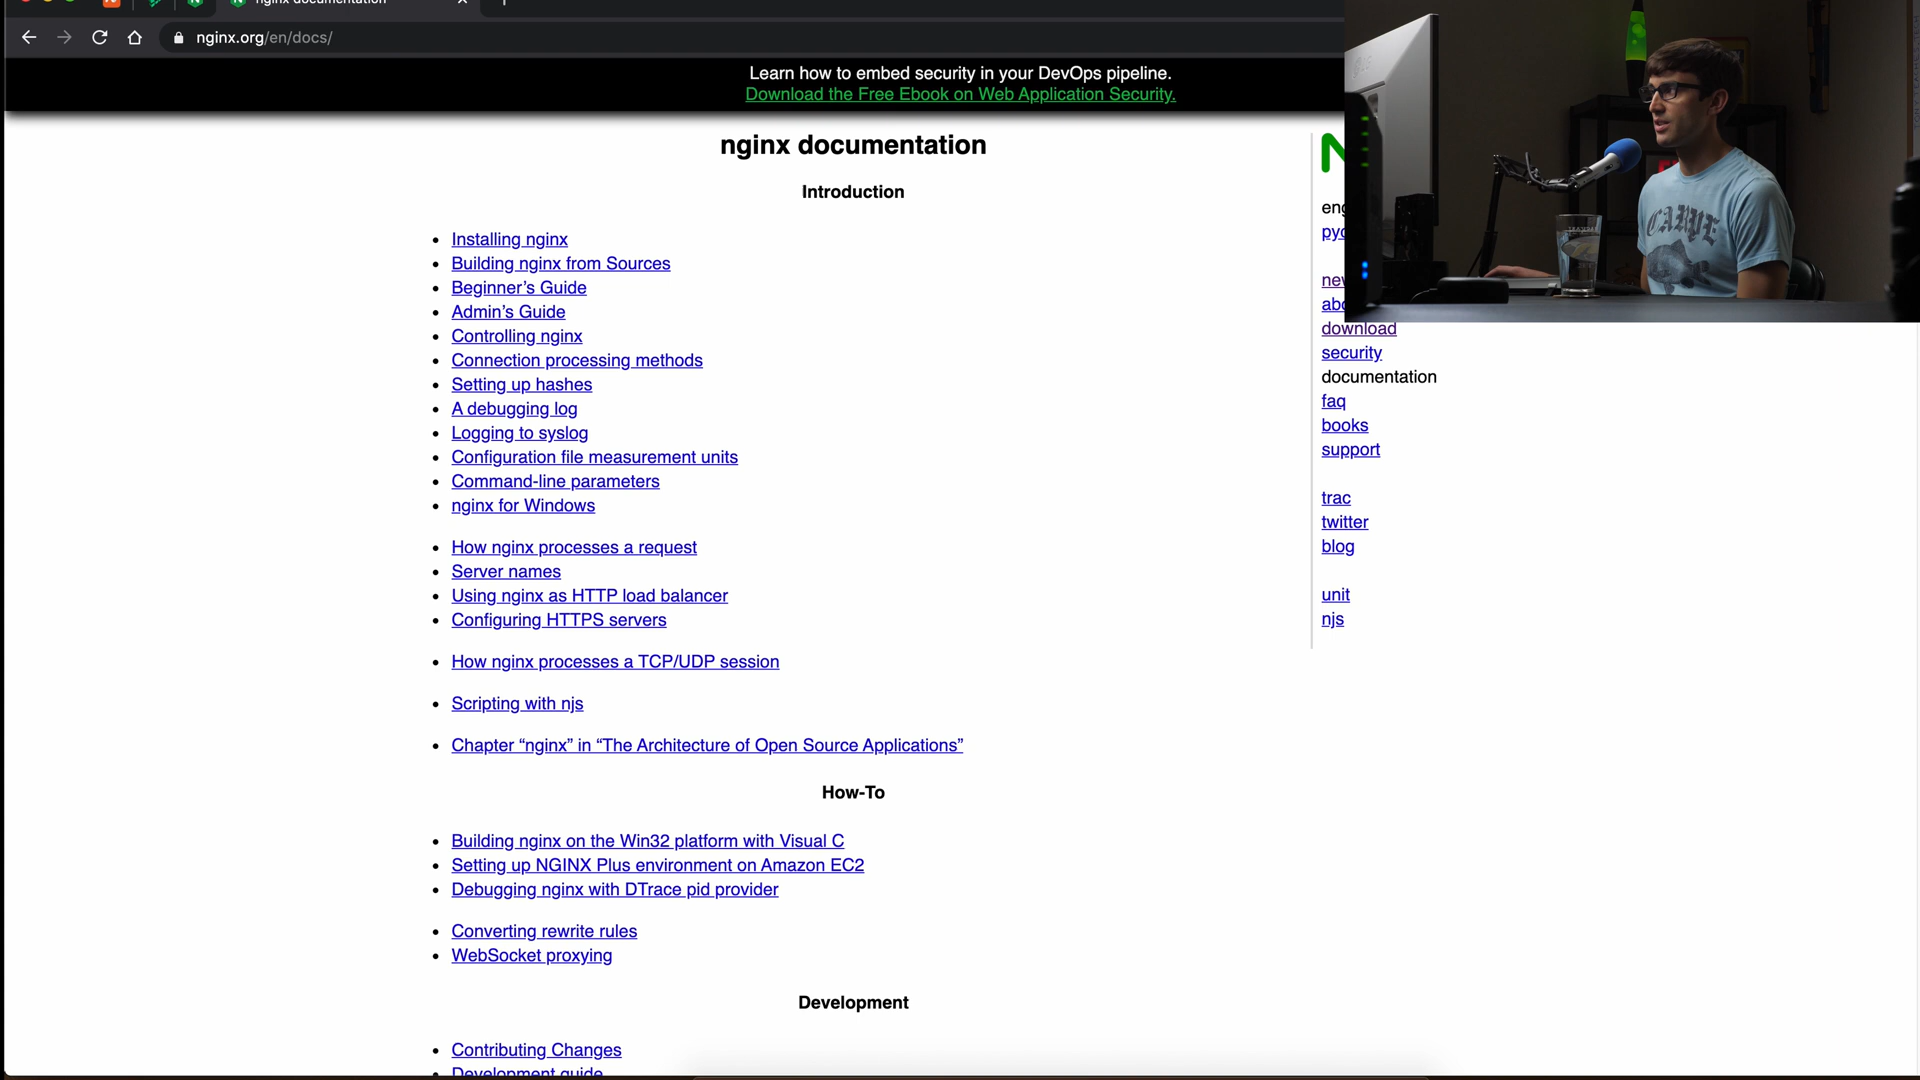 nginx documentation
nginx.org/en/docs/
Learn how to embed security in your DevOps pipeline.
Download the Free Ebook on Web Application Security.
nginx documentation
Introduction
Installing nginx
Building nginx from Sources
Beginner’s Guide
Admin’s Guide
Controlling nginx
Connection processing methods
Setting up hashes
A debugging log
Logging to syslog
Configuration file measurement units
Command-line parameters
nginx for Windows
How nginx processes a request
Server names
Using nginx as HTTP load balancer
Configuring HTTPS servers
How nginx processes a TCP/UDP session
Scripting with njs
Chapter “nginx” in “The Architecture of Open Source Applications”
How-To
Building nginx on the Win32 platform with Visual C
Setting up NGINX Plus environment on Amazon EC2
Debugging nginx with DTrace pid provider
Converting rewrite rules
WebSocket proxying
Development
Contributing Changes
Development guide
download
security
documentation
faq
books
support
trac
twitter
blog
unit
njs
CARPE